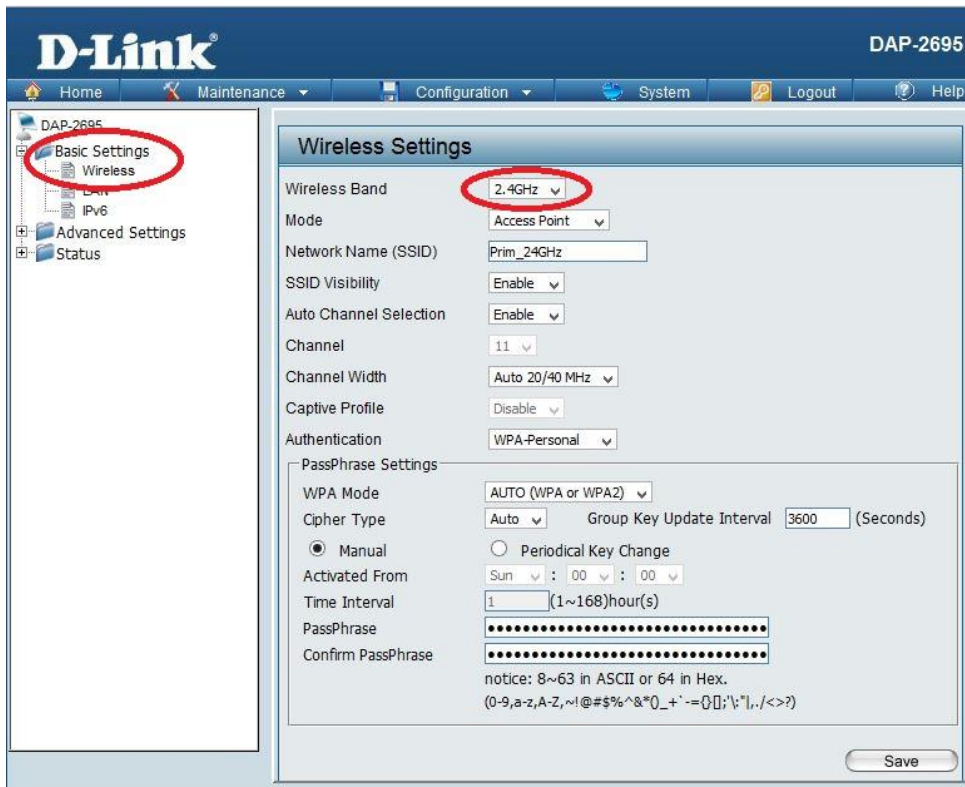 D-Link®
DAP-2695
Home Maintenance Configuration System Logout Help
DAP-2695
Basic Settings
Wireless
LAN
IPv6
Advanced Settings
Status
Wireless Settings
Wireless Band 2.4GHz
Mode Access Point
Network Name (SSID) Prim_24GHz
SSID Visibility Enable
Auto Channel Selection Enable
Channel 11
Channel Width Auto 20/40 MHz
Captive Profile Disable
Authentication WPA-Personal
PassPhrase Settings
WPA Mode AUTO (WPA or WPA2)
Cipher Type Auto Group Key Update Interval 3600 (Seconds)
Manual Periodical Key Change
Activated From Sun : 00 : 00
Time Interval 1 (1~168)hour(s)
PassPhrase ••••••••••••••••••••••••••••••••
Confirm PassPhrase ••••••••••••••••••••••••••••••••
notice: 8~63 in ASCII or 64 in Hex.
(0-9,a-z,A-Z,~!@#$%^&*()_+`-={}[];'\:"|,./<>?)
Save